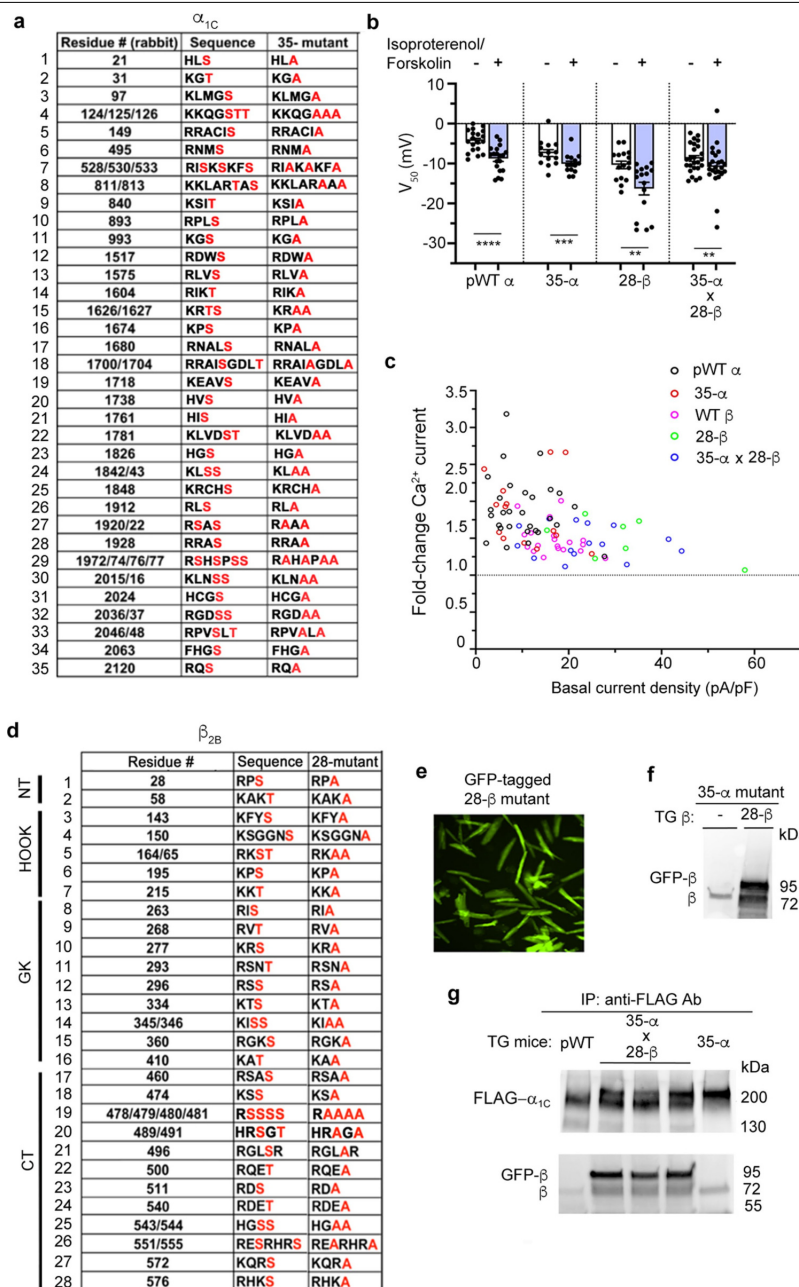 a
α1C
Residue # (rabbit) Sequence 35- mutant
1 21 HLS HLA
2 31 KGT KGA
3 97 KLMGS KLMGA
4 124/125/126 KKQGSTT KKQGAAA
5 149 RRACIS RRACIA
6 495 RNMS RNMA
7 528/530/533 RISKSKFS RIAKAKFA
8 811/813 KKLARTAS KKLARAAA
9 840 KSIT KSIA
10 893 RPLS RPLA
11 993 KGS KGA
12 1517 RDWS RDWA
13 1575 RLVS RLVA
14 1604 RIKT RIKA
15 1626/1627 KRTS KRAA
16 1674 KPS KPA
17 1680 RNALS RNALA
18 1700/1704 RRAISGDLT RRAIAGDLA
19 1718 KEAVS KEAVA
20 1738 HVS HVA
21 1761 HIS HIA
22 1781 KLVDST KLVDAA
23 1826 HGS HGA
24 1842/43 KLSS KLAA
25 1848 KRCHS KRCHA
26 1912 RLS RLA
27 1920/22 RSAS RAAA
28 1928 RRAS RRAA
29 1972/74/76/77 RSHSPSS RAHAPAA
30 2015/16 KLNSS KLNAA
31 2024 HCGS HCGA
32 2036/37 RGDSS RGDAA
33 2046/48 RPVSLT RPVALA
34 2063 FHGS FHGA
35 2120 RQS RQA
b
Isoproterenol/
Forskolin
- + - + - + - +
V50 (mV)
10
0
-10
-20
-30
**** *** ** **
pWT α 35-α 28-β 35-α
x
28-β
c
pWT α
35-α
WT β
28-β
35-α x 28-β
Fold-change Ca2+ current
3.5
2.5
2.0
1.5
1.0
0.5
0
0 20 40 60
Basal current density (pA/pF)
d
β2B
Residue # Sequence 28-mutant
NT
1 28 RPS RPA
2 58 KAKT KAKA
HOOK
3 143 KFYS KFYA
4 150 KSGGNS KSGGNA
5 164/65 RKST RKAA
6 195 KPS KPA
7 215 KKT KKA
GK
8 263 RIS RIA
9 268 RVT RVA
10 277 KRS KRA
11 293 RSNT RSNA
12 296 RSS RSA
13 334 KTS KTA
14 345/346 KISS KIAA
15 360 RGKS RGKA
16 410 KAT KAA
CT
17 460 RSAS RSAA
18 474 KSS KSA
19 478/479/480/481 RSSSS RAAAA
20 489/491 HRSGT HRAGA
21 496 RGLSR RGLAR
22 500 RQET RQEA
23 511 RDS RDA
24 540 RDET RDEA
25 543/544 HGSS HGAA
26 551/555 RESRHRS REARHRA
27 572 KQRS KQRA
28 576 RHKS RHKA
e
GFP-tagged
28-β mutant
f
35-α mutant
TG β: - 28-β
kD
GFP-β 95
β 72
g
IP: anti-FLAG Ab
TG mice: pWT 35-α
x
28-β 35-α
kDa
FLAG–α1C 200
130
GFP-β 95
β 72
55